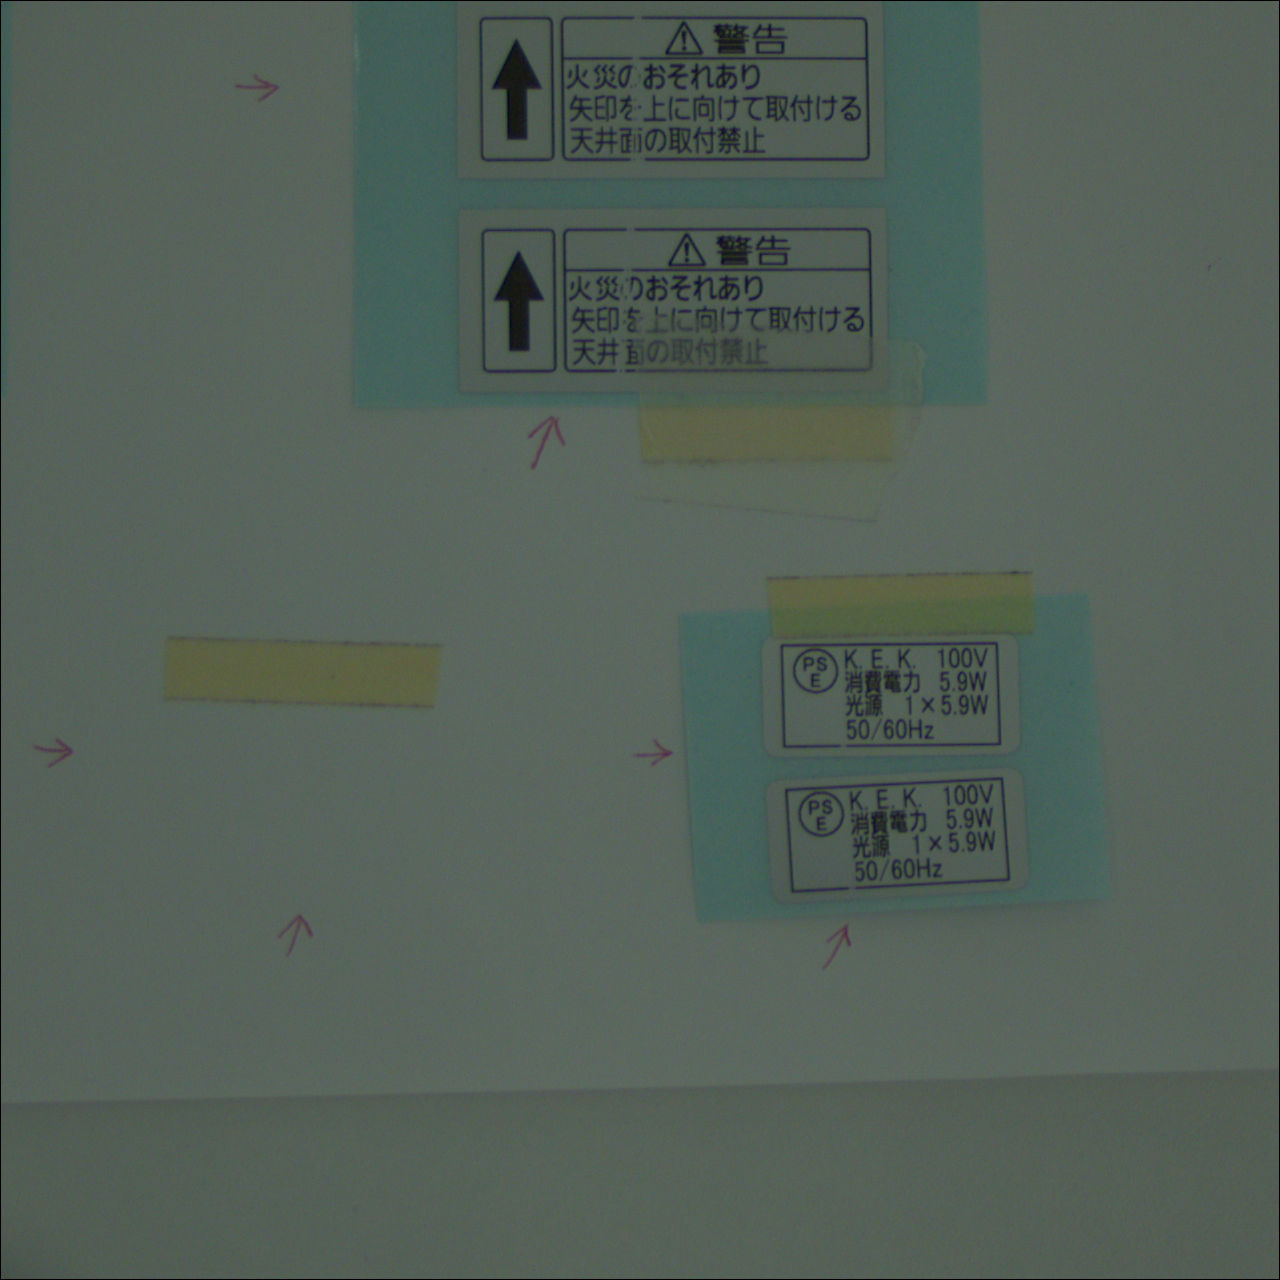 警告
火災のおそれあり
矢印を上に向けて取付ける
天井面の取付禁止
警告
火災のおそれあり
矢印を上に向けて取付ける
天井面の取付禁止
PS E
K. E. K. 100V
消費電力 5.9W
光源 1×5.9W
50/60Hz
PS E
K. E. K. 100V
消費電力 5.9W
光源 1×5.9W
50/60Hz